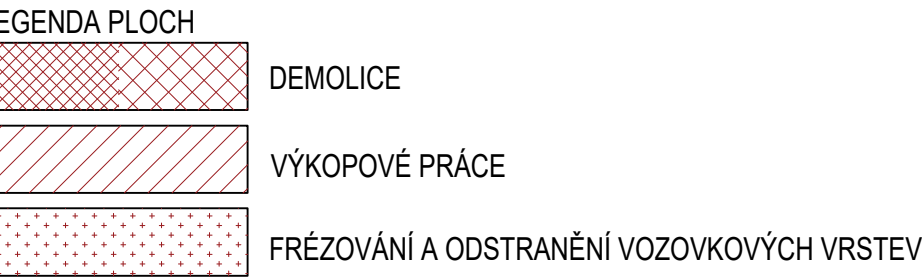 EGENDA PLOCH
DEMOLICE
VÝKOPOVÉ PRÁCE
FRÉZOVÁNÍ A ODSTRANĚNÍ VOZOVKOVÝCH VRSTEV